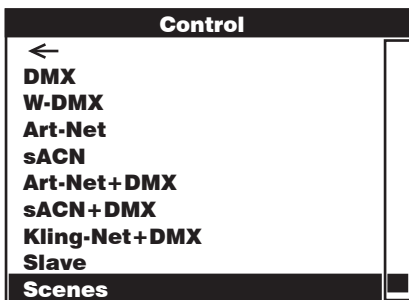 Control
←
DMX
W-DMX
Art-Net
sACN
Art-Net+DMX
sACN+DMX
Kling-Net+DMX
Slave
Scenes